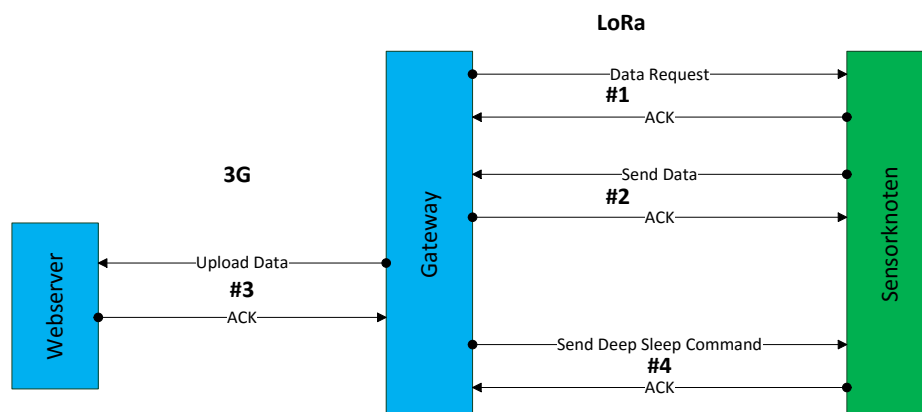 LoRa
Data Request
#1
ACK
Send Data
3G
#2
ACK
Gateway
Sensorknoten
Upload Data
#3
Webserver
ACK
Send Deep Sleep Command
#4
ACK